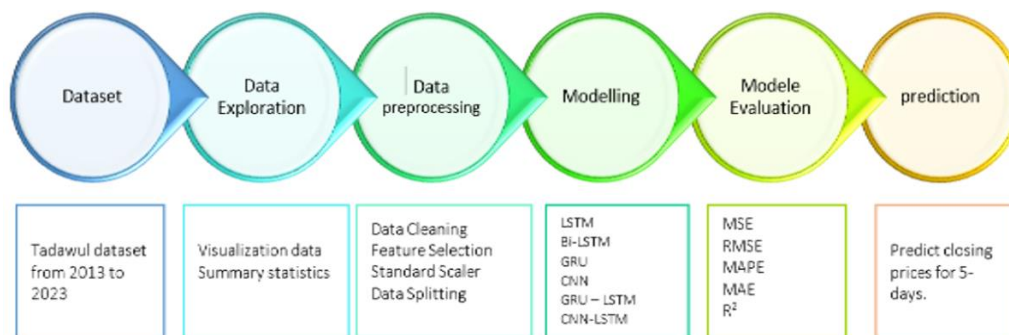 Dataset
Data
Exploration
Data
preprocessing
Modelling
Modele
Evaluation
prediction
Tadawul dataset
from 2013 to
2023
Visualization data
Summary statistics
Data Cleaning
Feature Selection
Standard Scaler
Data Splitting
LSTM
Bi-LSTM
GRU
CNN
GRU – LSTM
CNN-LSTM
MSE
RMSE
MAPE
MAE
R²
Predict closing
prices for 5-
days.